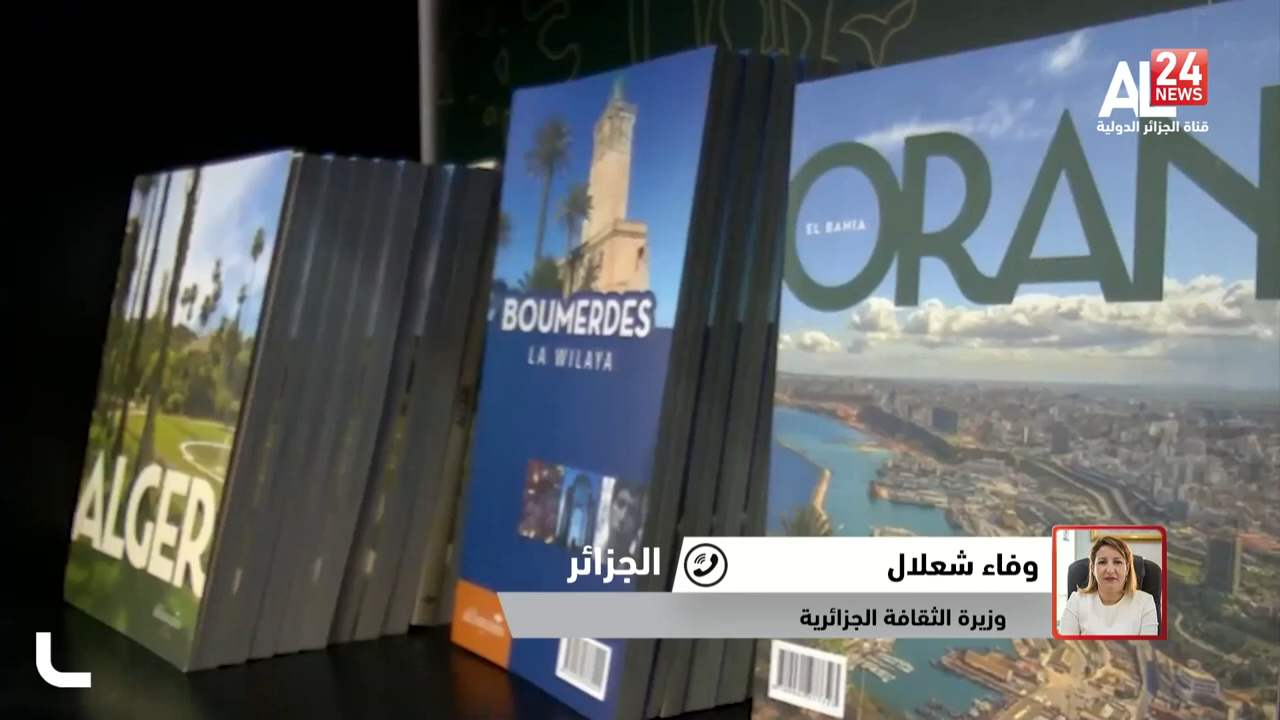 AL
24
NEWS
قناة الجزائر الدولية
ORAN
EL BAHIA
BOUMERDES
LA WILAYA
ALGER
وفاء شعلال
الجزائر
وزيرة الثقافة الجزائرية